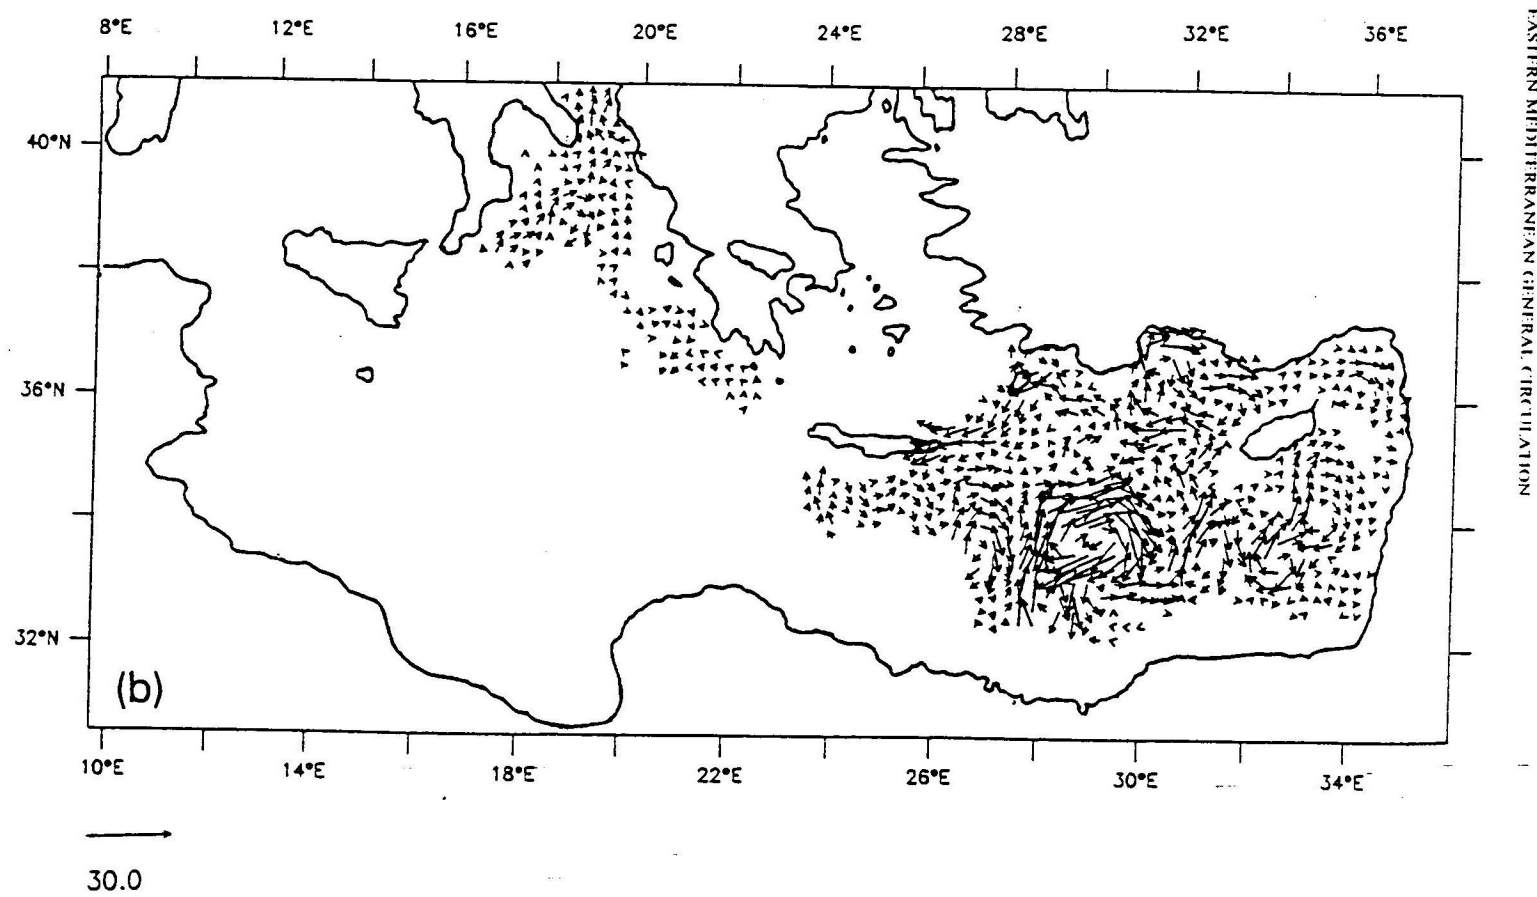 8°E 12°E 16°E 20°E 24°E 28°E 32°E 36°E
40°N
36°N
32°N
(b)
10°E 14°E 18°E 22°E 26°E 30°E 34°E
30.0
EASTERN MEDITERRANEAN GENERAL CIRCULATION